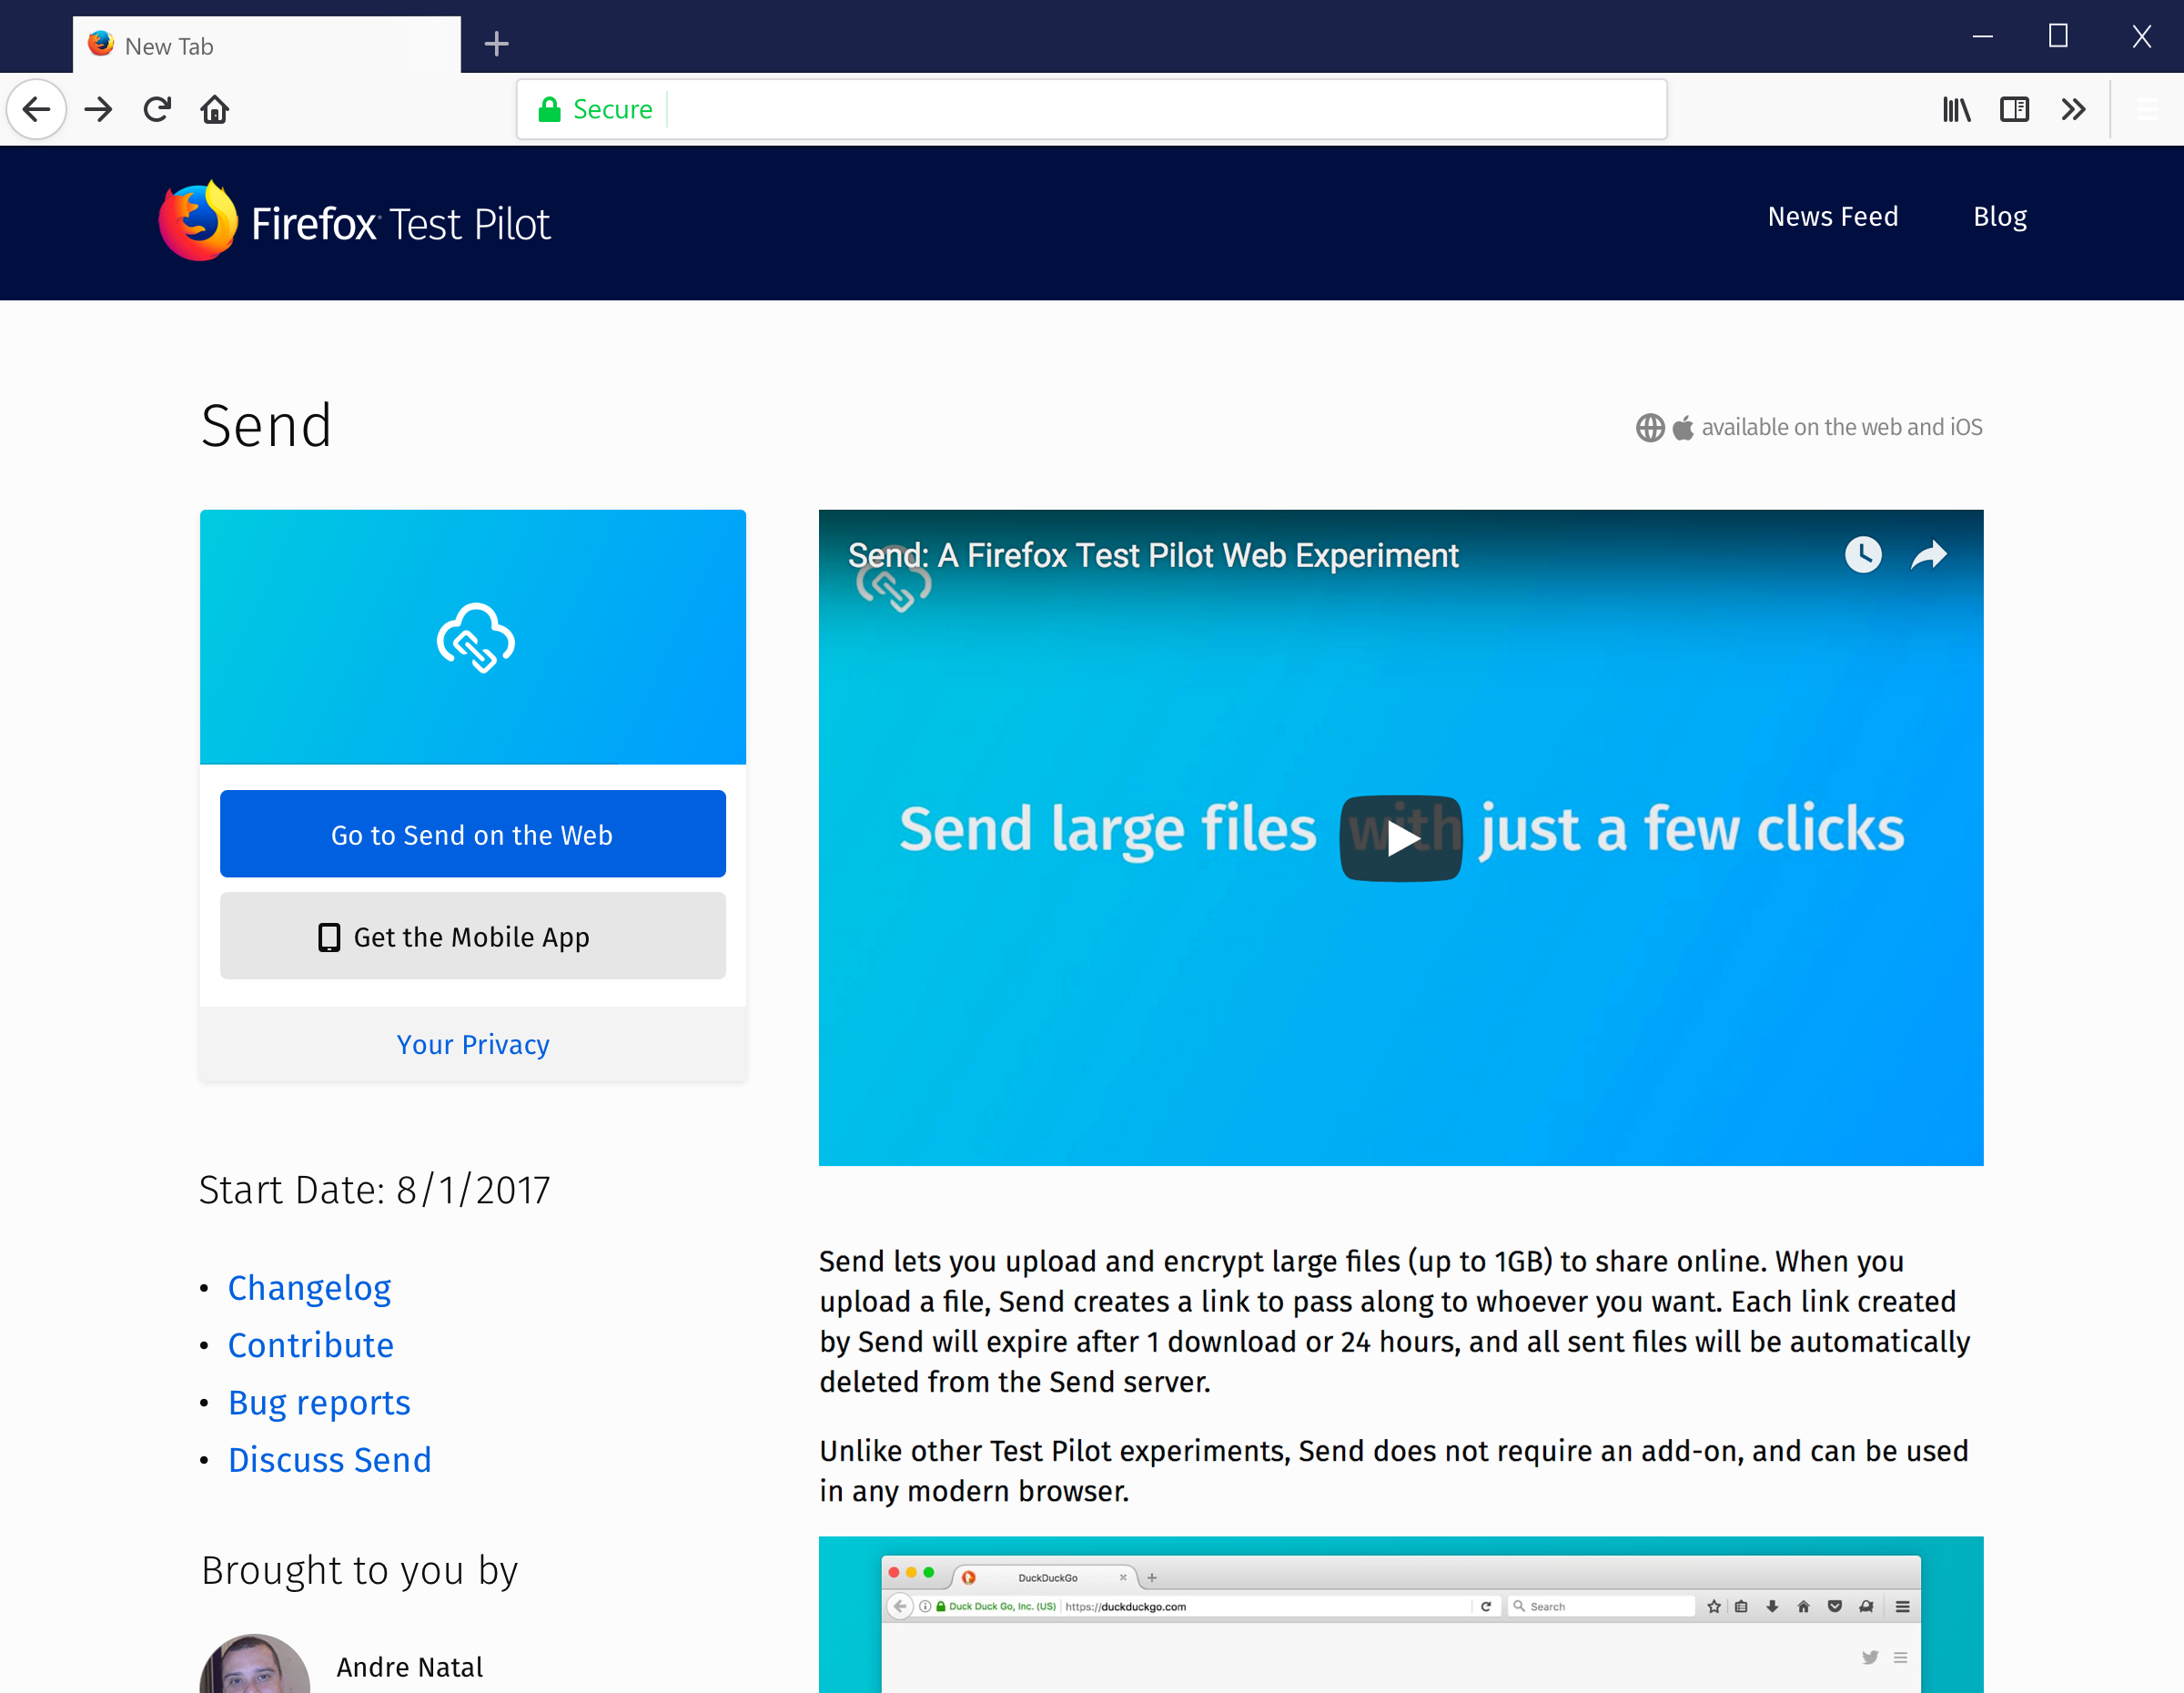 New Tab
Secure
Firefox Test Pilot
News Feed
Blog
Send
available on the web and iOS
Send: A Firefox Test Pilot Web Experiment
Send large files with just a few clicks
Go to Send on the Web
Get the Mobile App
Your Privacy
Start Date: 8/1/2017
• Changelog
• Contribute
• Bug reports
• Discuss Send
Brought to you by
Andre Natal
Send lets you upload and encrypt large files (up to 1GB) to share online. When you
upload a file, Send creates a link to pass along to whoever you want. Each link created
by Send will expire after 1 download or 24 hours, and all sent files will be automatically
deleted from the Send server.
Unlike other Test Pilot experiments, Send does not require an add-on, and can be used
in any modern browser.
DuckDuckGo
Duck Duck Go, Inc. (US)
https://duckduckgo.com
Search